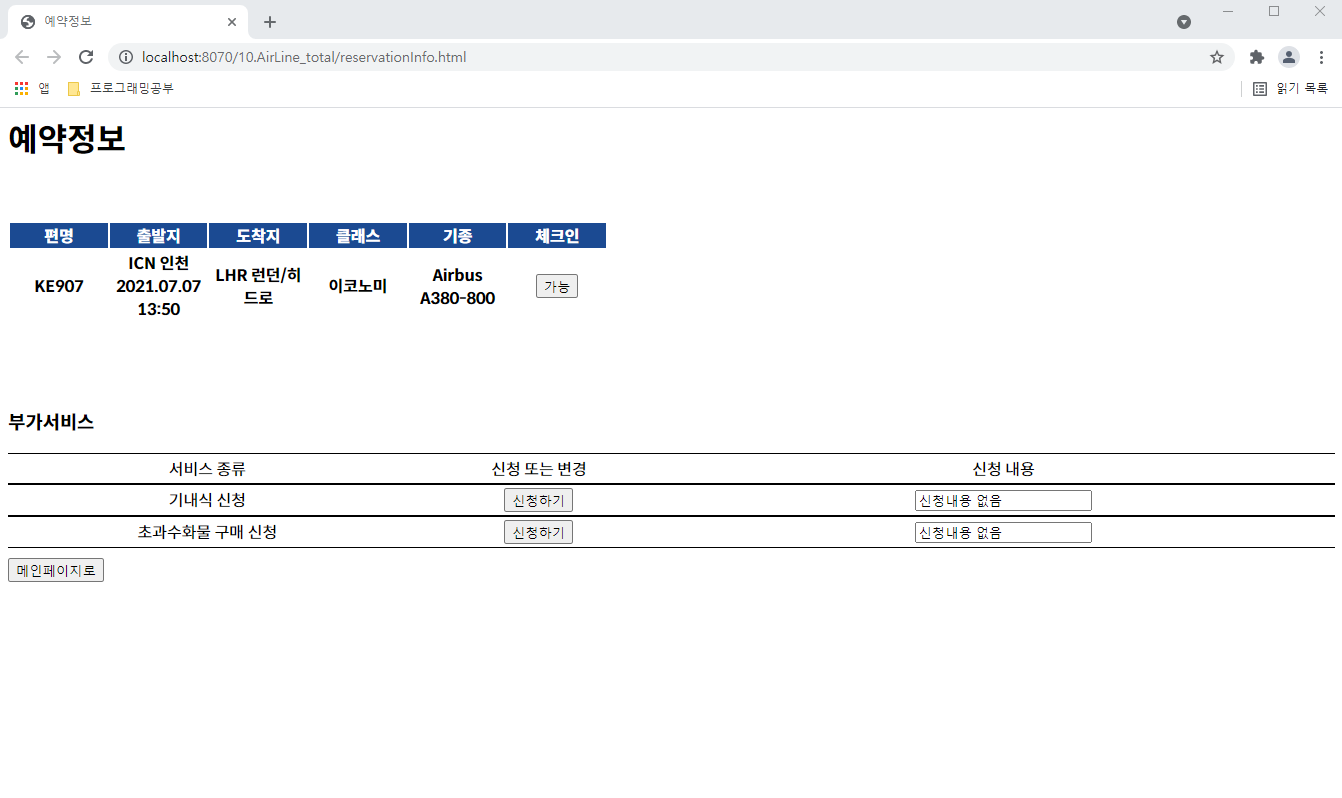 예약정보
localhost:8070/10.AirLine_total/reservationInfo.html
앱 프로그래밍공부 읽기 목록
예약정보
편명 출발지 도착지 클래스 기종 체크인
KE907 ICN 인천 2021.07.07 13:50 LHR 런던/히드로 이코노미 Airbus A380-800 가능
부가서비스
서비스 종류 신청 또는 변경 신청 내용
기내식 신청 신청하기 신청내용 없음
초과수화물 구매 신청 신청하기 신청내용 없음
메인페이지로